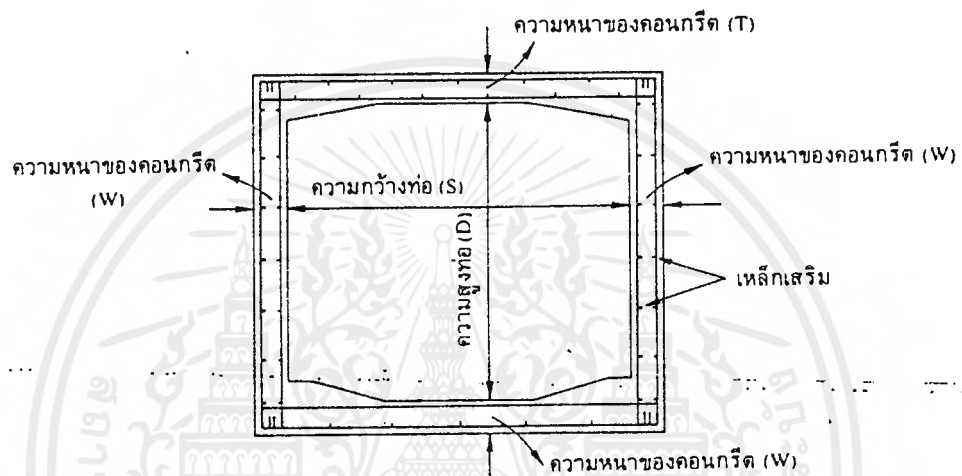 ความหนาของคอนกรีต (T)
ความหนาของคอนกรีต
(W)
ความหนาของคอนกรีต (W)
ความกว้างท่อ (S)
ความสูงท่อ (D)
เหล็กเสริม
ความหนาของคอนกรีต (W)